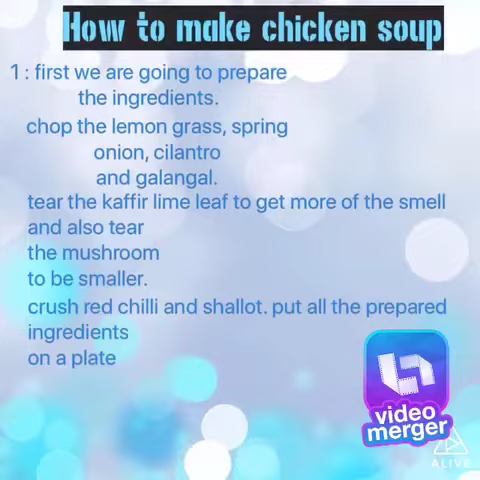 How to make chicken soup
1 : first we are going to prepare
the ingredients.
chop the lemon grass, spring
onion, cilantro
and galangal.
tear the kaffir lime leaf to get more of the smell
and also tear
the mushroom
to be smaller.
crush red chilli and shallot. put all the prepared
ingredients
on a plate
video
merger
ALIVE